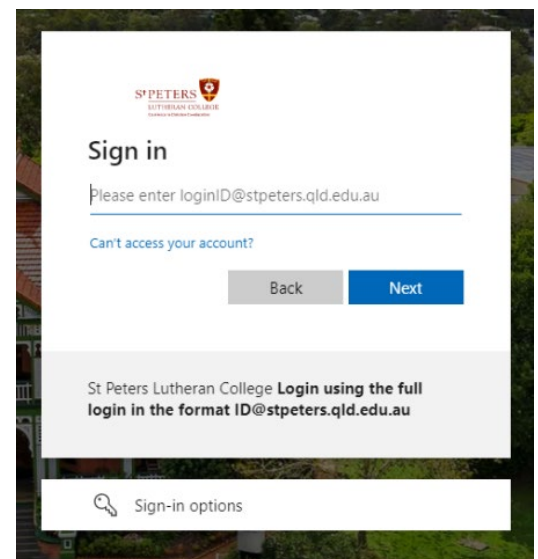 ST PETERS
LUTHERAN COLLEGE
Sign in
Please enter loginID@stpeters.qld.edu.au
Can't access your account?
Back
Next
St Peters Lutheran College Login using the full
login in the format ID@stpeters.qld.edu.au
Sign-in options